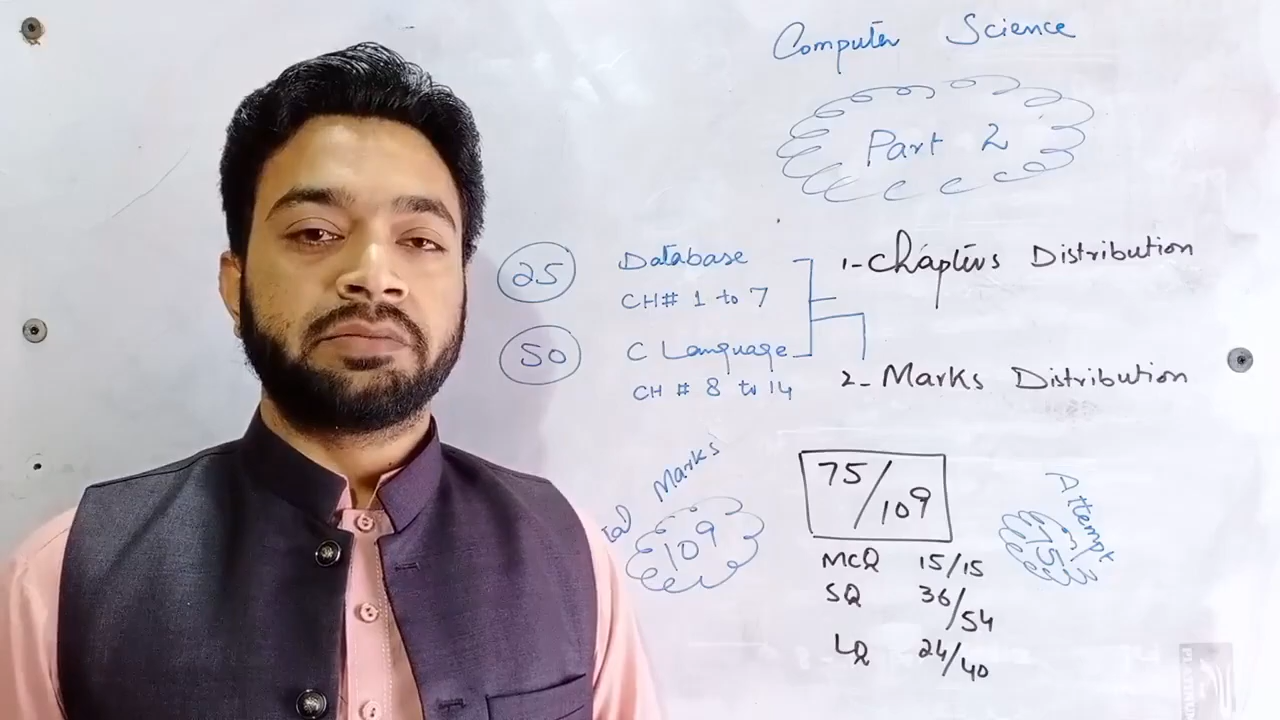 Computer Science
Part 2
25
Database
CH# 1 to 7
1- Chapters Distribution
50
C Language
CH # 8 to 14
2- Marks Distribution
Marks
109
75/109
Attempt
only
75
MCQ 15/15
SQ 36/54
LQ 24/40